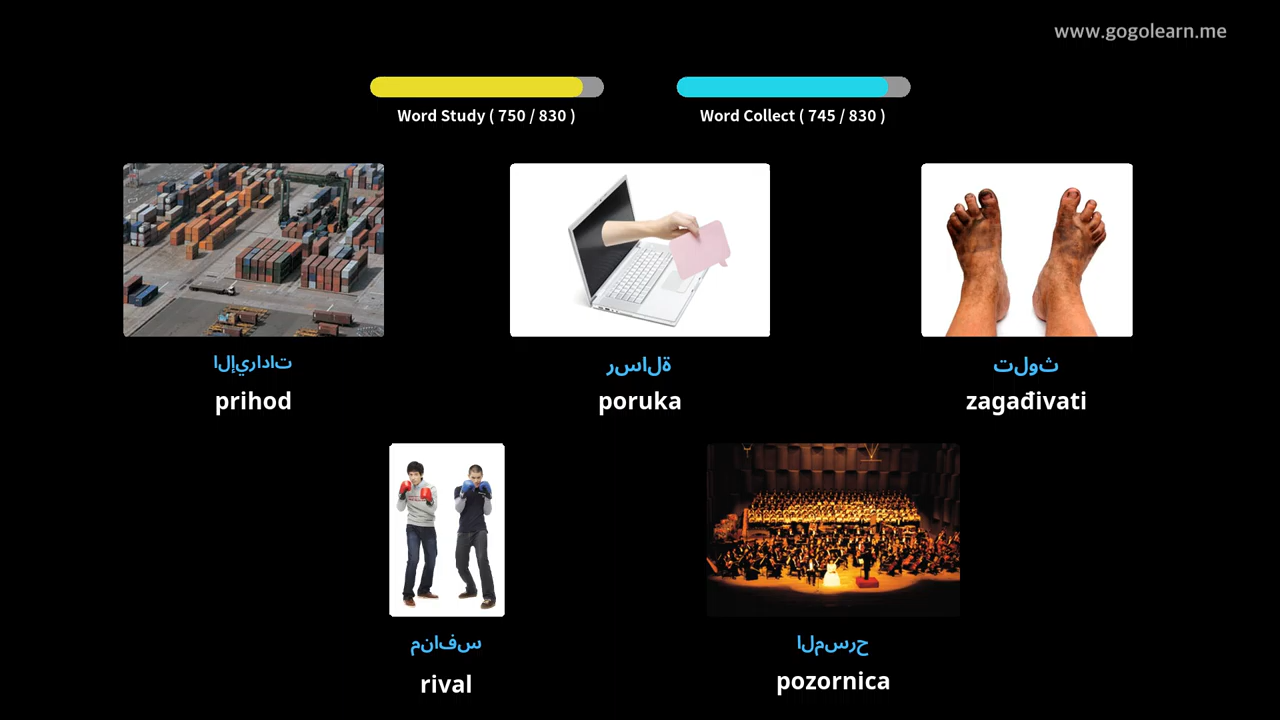 www.gogolearn.me
Word Study ( 750 / 830 )
Word Collect ( 745 / 830 )
الإيرادات
رسالة
تلوث
prihod
poruka
zagađivati
منافس
المسرح
rival
pozornica